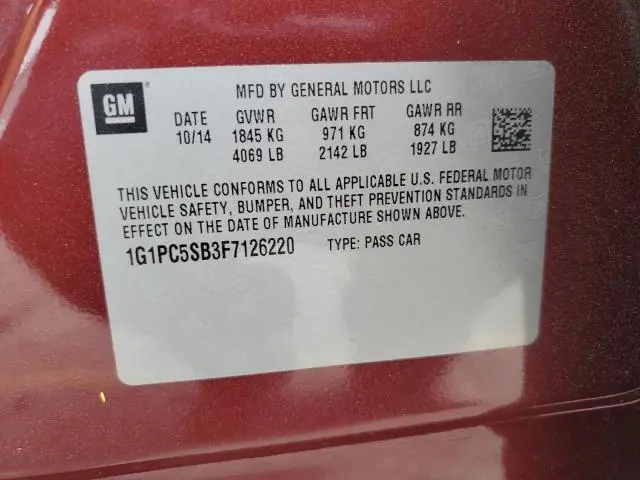 GM
MFD BY GENERAL MOTORS LLC
DATE GVWR GAWR FRT GAWR RR
10/14 1845 KG 971 KG 874 KG
4069 LB 2142 LB 1927 LB
THIS VEHICLE CONFORMS TO ALL APPLICABLE U.S. FEDERAL MOTOR
VEHICLE SAFETY, BUMPER, AND THEFT PREVENTION STANDARDS IN
EFFECT ON THE DATE OF MANUFACTURE SHOWN ABOVE.
1G1PC5SB3F7126220 TYPE: PASS CAR